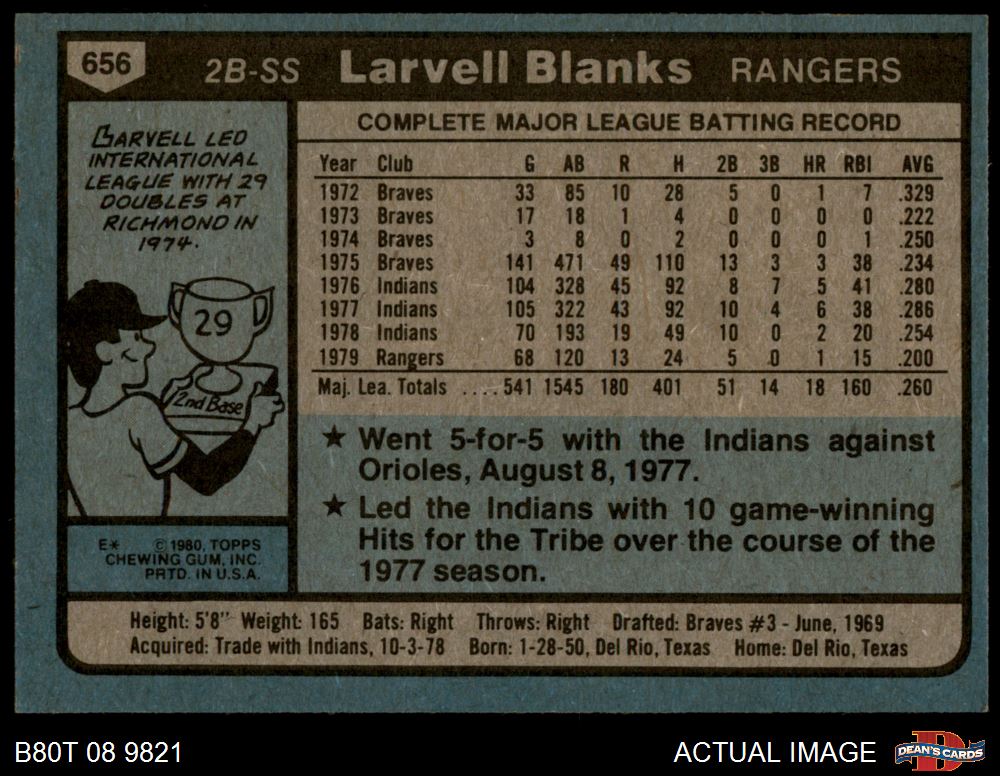 656
2B-SS Larvell Blanks RANGERS
LARVELL LED
INTERNATIONAL
LEAGUE WITH 29
DOUBLES AT
RICHMOND IN
1974.
29
2nd Base
E* © 1980, TOPPS
CHEWING GUM, INC.
PRTD. IN U.S.A.
COMPLETE MAJOR LEAGUE BATTING RECORD
Year Club G AB R H 2B 3B HR RBI AVG
1972 Braves 33 85 10 28 5 0 1 7 .329
1973 Braves 17 18 1 4 0 0 0 0 .222
1974 Braves 3 8 0 2 0 0 0 1 .250
1975 Braves 141 471 49 110 13 3 3 38 .234
1976 Indians 104 328 45 92 8 7 5 41 .280
1977 Indians 105 322 43 92 10 4 6 38 .286
1978 Indians 70 193 19 49 10 0 2 20 .254
1979 Rangers 68 120 13 24 5 0 1 15 .200
Maj. Lea. Totals .... 541 1545 180 401 51 14 18 160 .260
★ Went 5-for-5 with the Indians against
Orioles, August 8, 1977.
★ Led the Indians with 10 game-winning
Hits for the Tribe over the course of the
1977 season.
Height: 5'8" Weight: 165 Bats: Right Throws: Right Drafted: Braves #3 - June, 1969
Acquired: Trade with Indians, 10-3-78 Born: 1-28-50, Del Rio, Texas Home: Del Rio, Texas
B80T 08 9821
ACTUAL IMAGE
DEAN'S CARDS